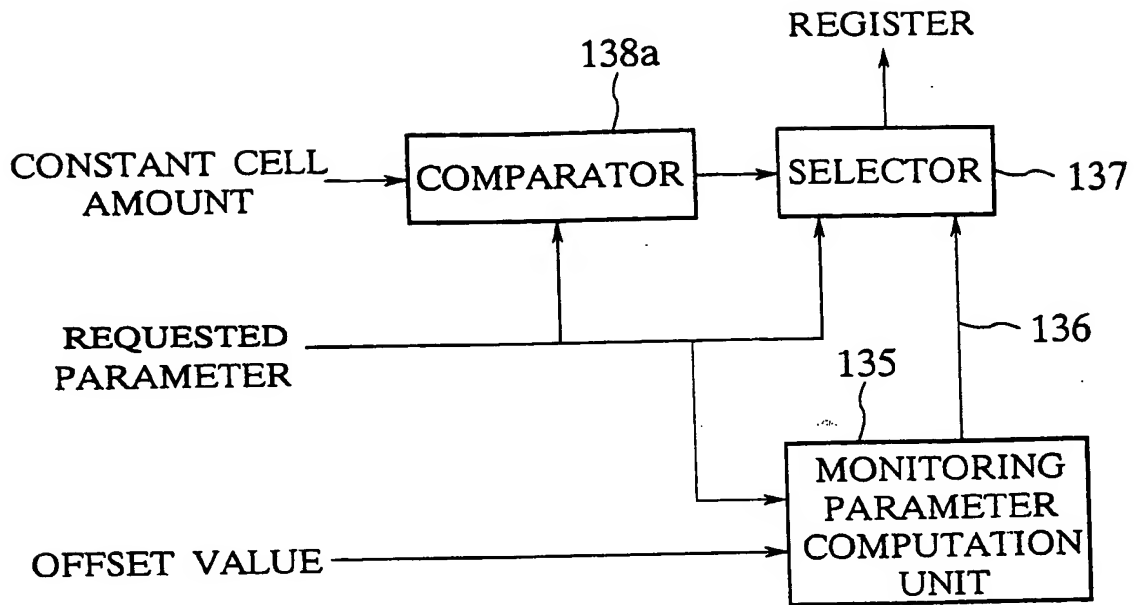 REGISTER
138a
CONSTANT CELL
AMOUNT
COMPARATOR
SELECTOR
137
REQUESTED
PARAMETER
136
135
MONITORING
PARAMETER
COMPUTATION
UNIT
OFFSET VALUE